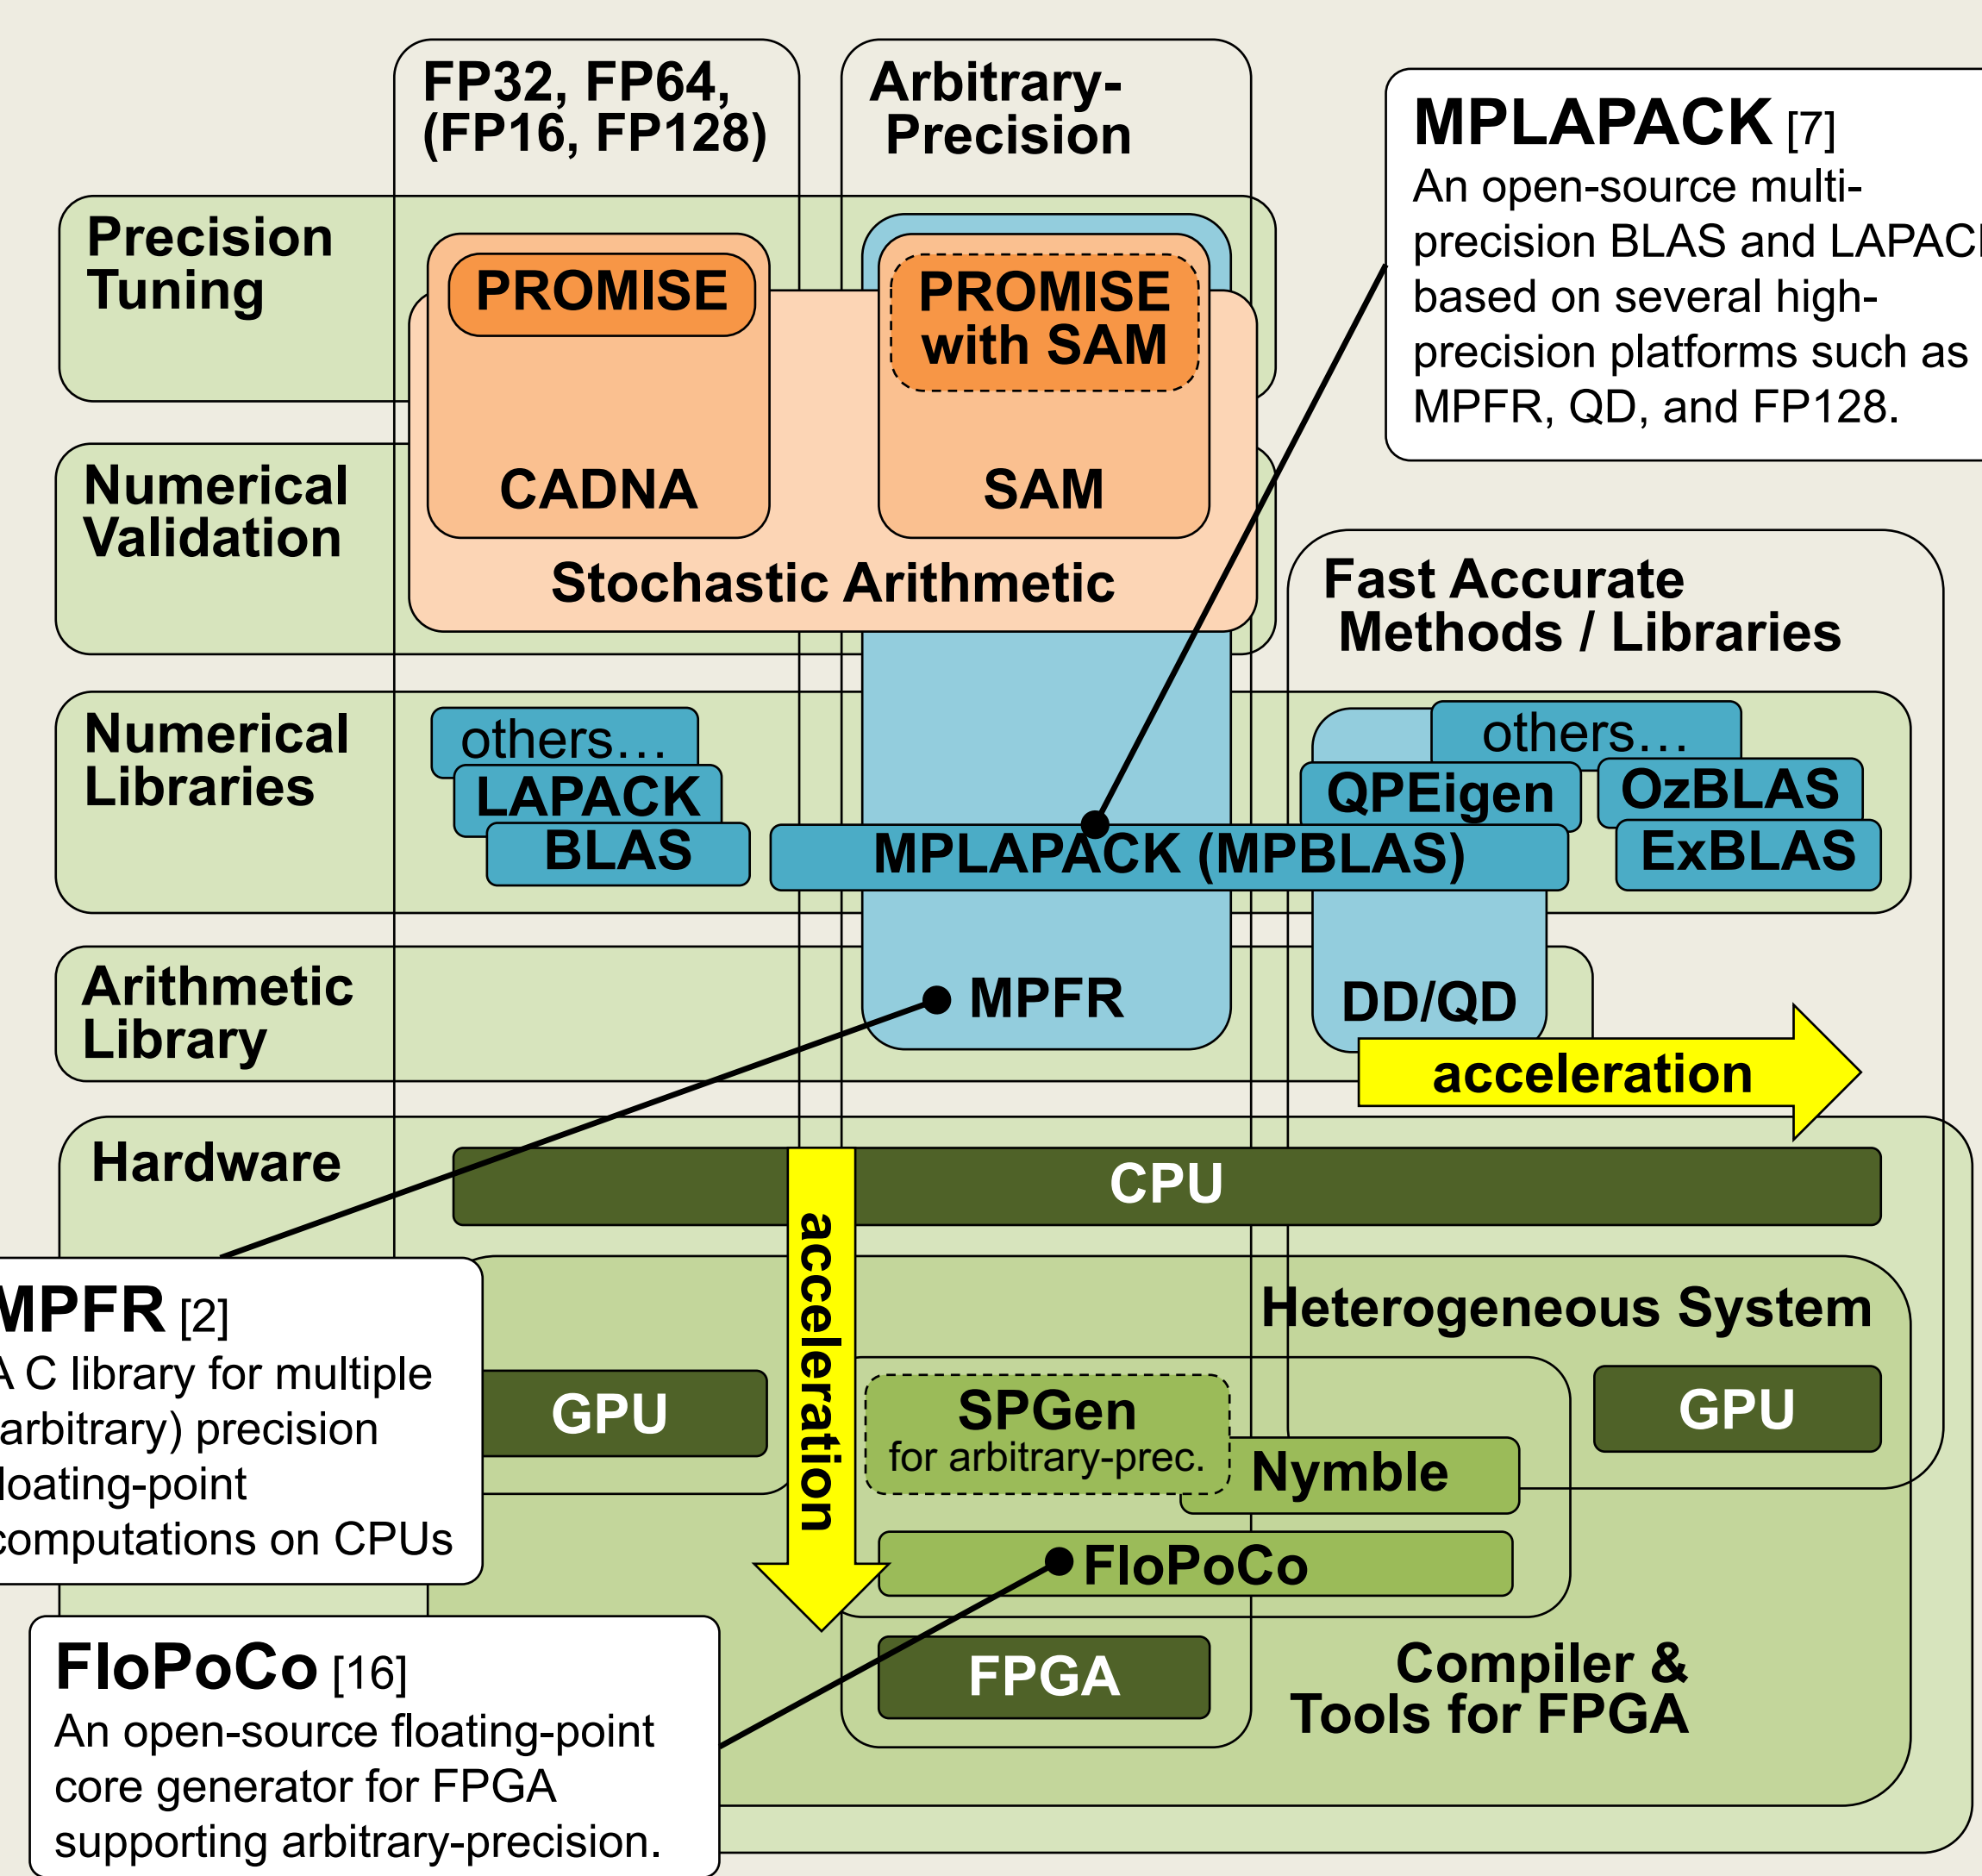 FP32, FP64,
(FP16, FP128)
Arbitrary-
Precision
MPLAPACK [7]
An open-source multi-
precision BLAS and LAPACK
based on several high-
precision platforms such as
MPFR, QD, and FP128.
Precision
Tuning
PROMISE
PROMISE
with SAM
Numerical
Validation
CADNA
SAM
Stochastic Arithmetic
Fast Accurate
Methods / Libraries
Numerical
Libraries
others…
LAPACK
BLAS
MPLAPACK (MPBLAS)
others…
QPEigen
OzBLAS
ExBLAS
Arithmetic
Library
MPFR
DD/QD
acceleration
Hardware
CPU
acceleration
Heterogeneous System
MPFR [2]
A C library for multiple
arbitrary) precision
loating-point
computations on CPUs
GPU
SPGen
for arbitrary-prec.
Nymble
GPU
FloPoCo
FPGA
Compiler &
Tools for FPGA
FloPoCo [16]
An open-source floating-point
core generator for FPGA
supporting arbitrary-precision.